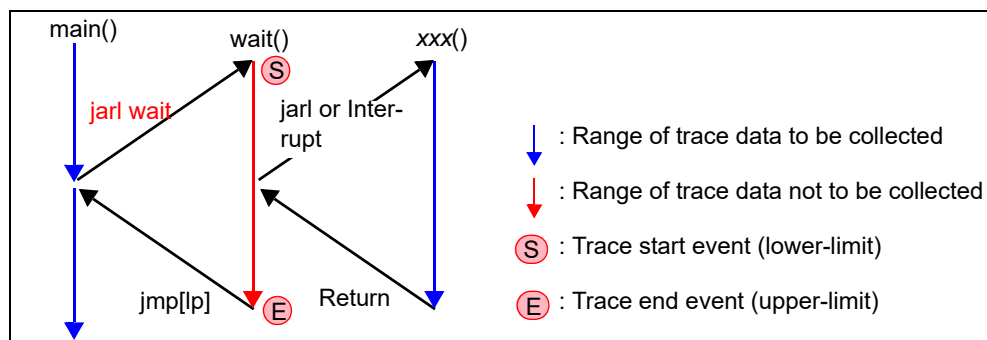 main()
wait()
xxx()
S
jarl wait
jarl or Inter-
rupt
jmp[lp]
E
Return
: Range of trace data to be collected
: Range of trace data not to be collected
S : Trace start event (lower-limit)
E : Trace end event (upper-limit)